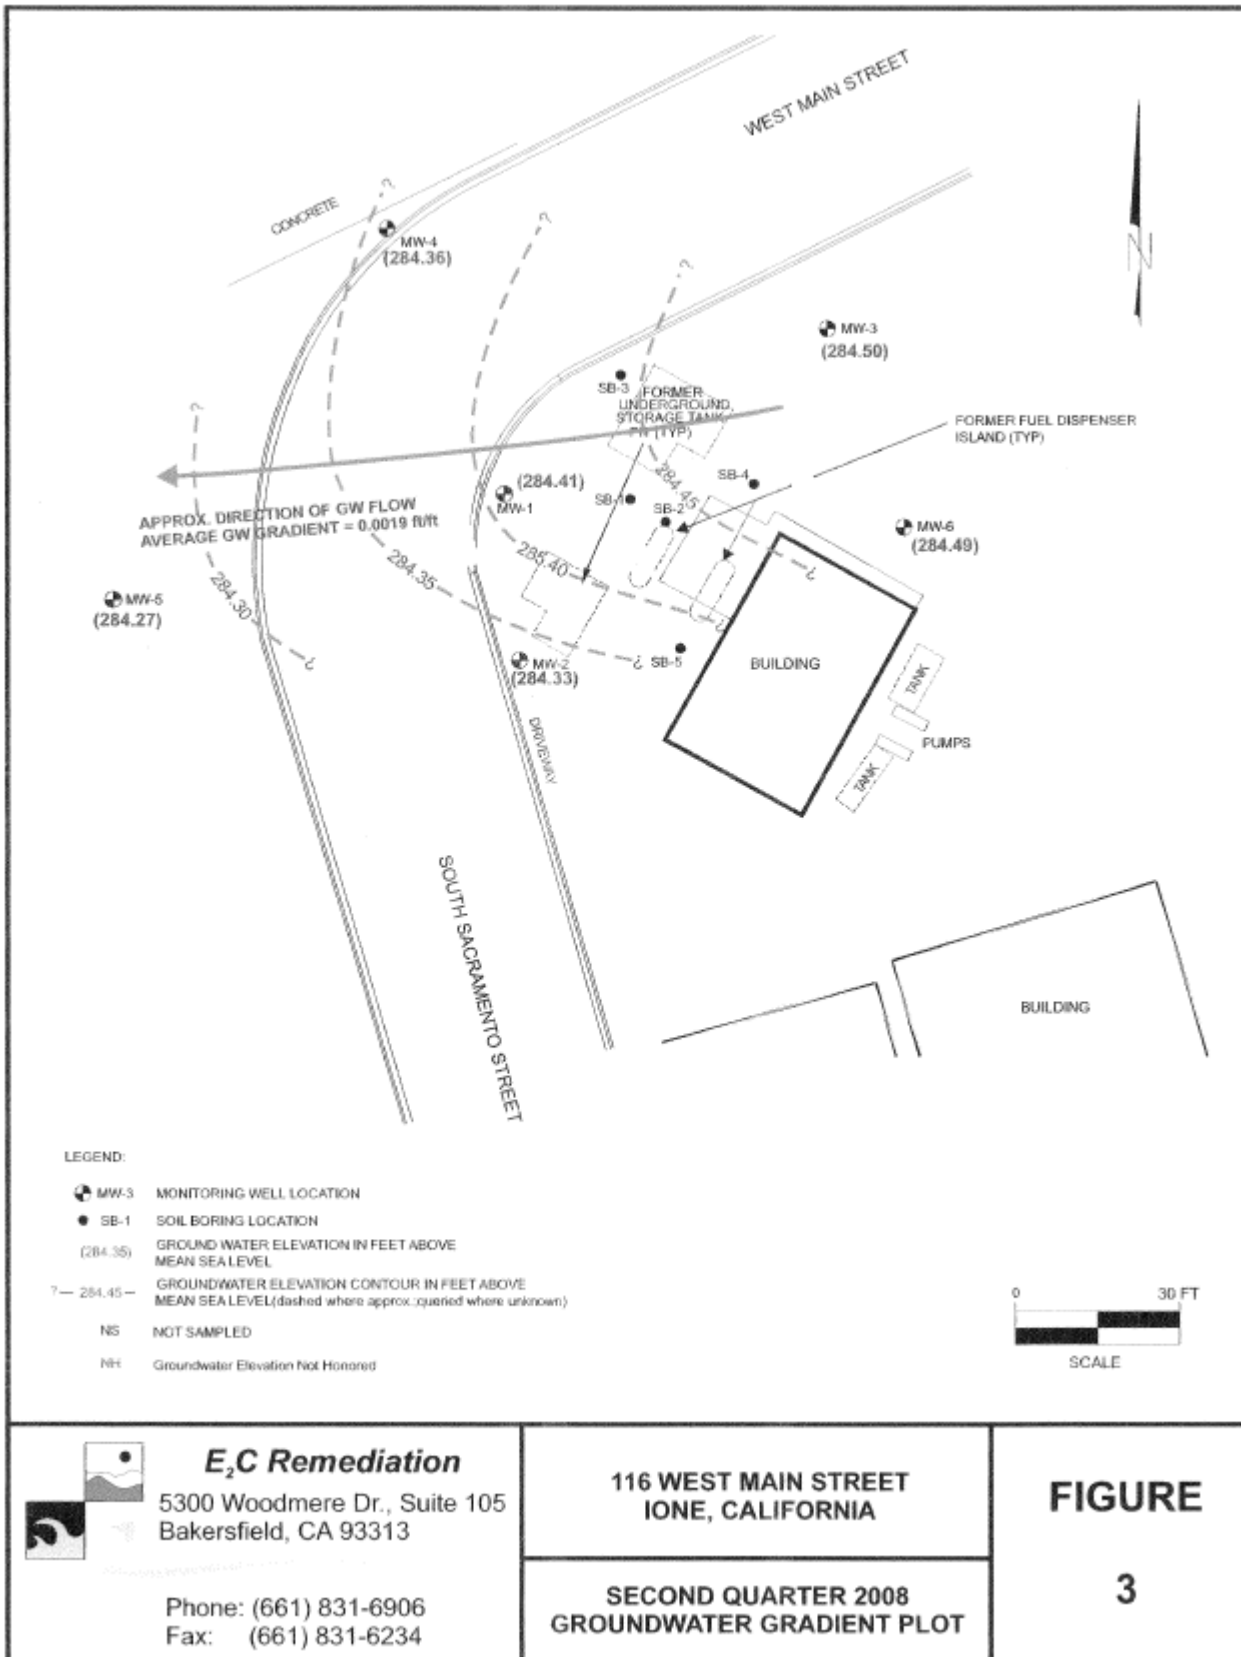 WEST MAIN STREET
CONCRETE
?
?
?
?
N
MW-4
(284.36)
MW-3
(284.50)
SB-3
FORMER
UNDERGROUND
STORAGE TANK
(TYP)
FORMER FUEL DISPENSER
ISLAND (TYP)
284.45
SB-4
(284.41)
MW-1
SB-1
SB-2
APPROX. DIRECTION OF GW FLOW
AVERAGE GW GRADIENT = 0.0019 ft/ft
MW-6
(284.49)
285.40
284.35
284.30
?
?
?
?
MW-5
(284.27)
MW-2
(284.33)
SB-5
BUILDING
TANK
PUMPS
TANK
DRIVEWAY
SOUTH SACRAMENTO STREET
BUILDING
LEGEND:
MW-3 MONITORING WELL LOCATION
SB-1 SOIL BORING LOCATION
(284.35) GROUND WATER ELEVATION IN FEET ABOVE
MEAN SEA LEVEL
?— 284.45 — GROUNDWATER ELEVATION CONTOUR IN FEET ABOVE
MEAN SEA LEVEL(dashed where approx.;queried where unknown)
NS NOT SAMPLED
NH Groundwater Elevation Not Honored
0 30 FT
SCALE
E2C Remediation
5300 Woodmere Dr., Suite 105
Bakersfield, CA 93313
Phone: (661) 831-6906
Fax: (661) 831-6234
116 WEST MAIN STREET
IONE, CALIFORNIA
SECOND QUARTER 2008
GROUNDWATER GRADIENT PLOT
FIGURE
3